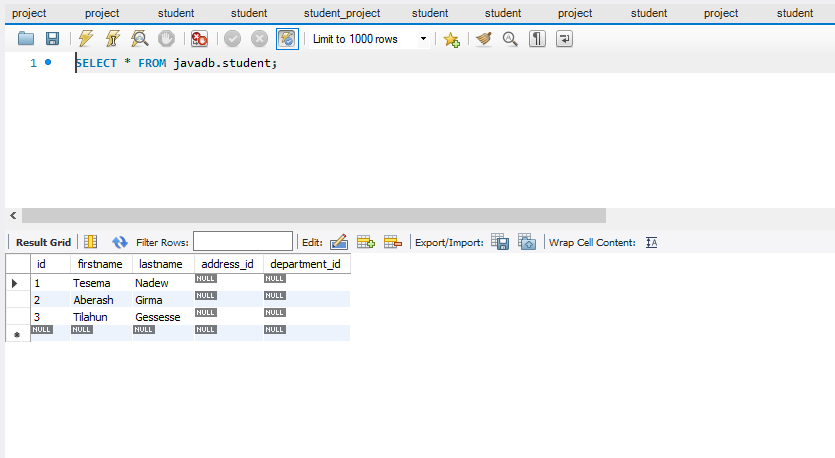 project project student student student_project student student project student project student
Limit to 1000 rows
1 SELECT * FROM javadb.student;
Result Grid Filter Rows: Edit: Export/Import: Wrap Cell Content:
id firstname lastname address_id department_id
1 Tesema Nadew NULL NULL
2 Aberash Girma NULL NULL
3 Tilahun Gessesse NULL NULL
NULL NULL NULL NULL NULL